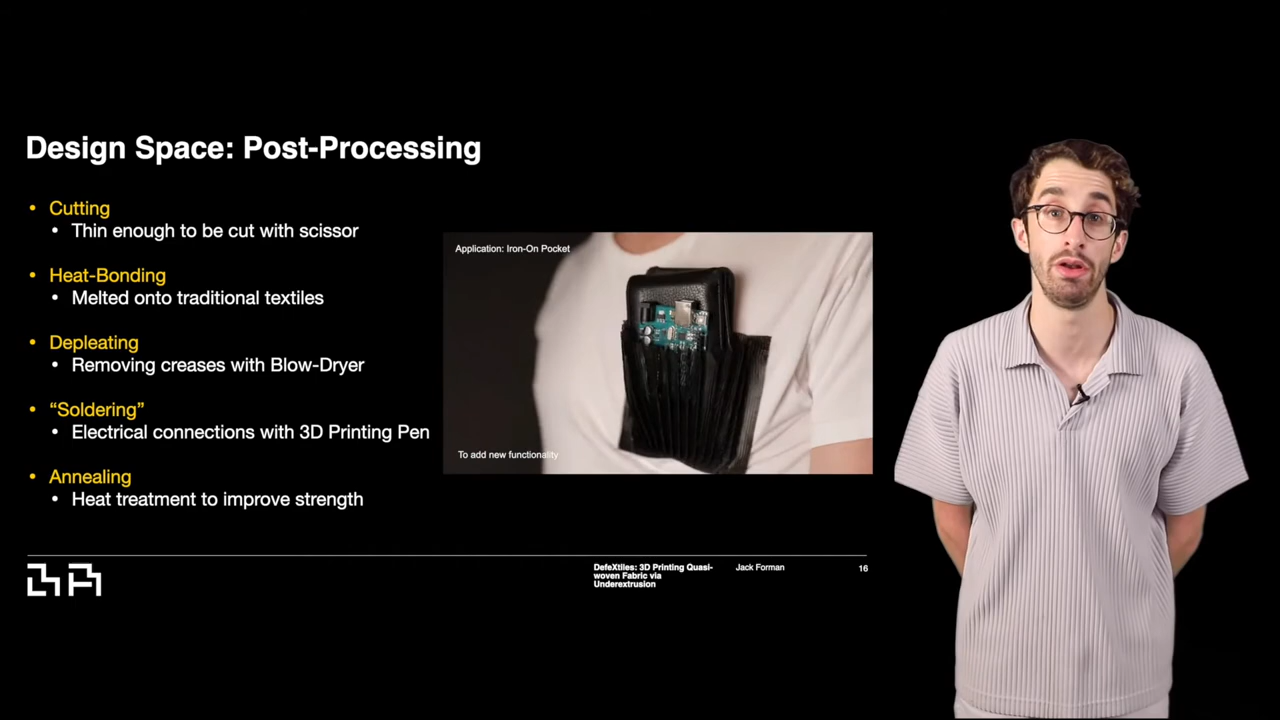 Design Space: Post-Processing
• Cutting
• Thin enough to be cut with scissor
• Heat-Bonding
• Melted onto traditional textiles
• Depleating
• Removing creases with Blow-Dryer
• “Soldering”
• Electrical connections with 3D Printing Pen
• Annealing
• Heat treatment to improve strength
Application: Iron-On Pocket
To add new functionality
DefeXtiles: 3D Printing Quasi-
woven Fabric via
Underextrusion
Jack Forman
16